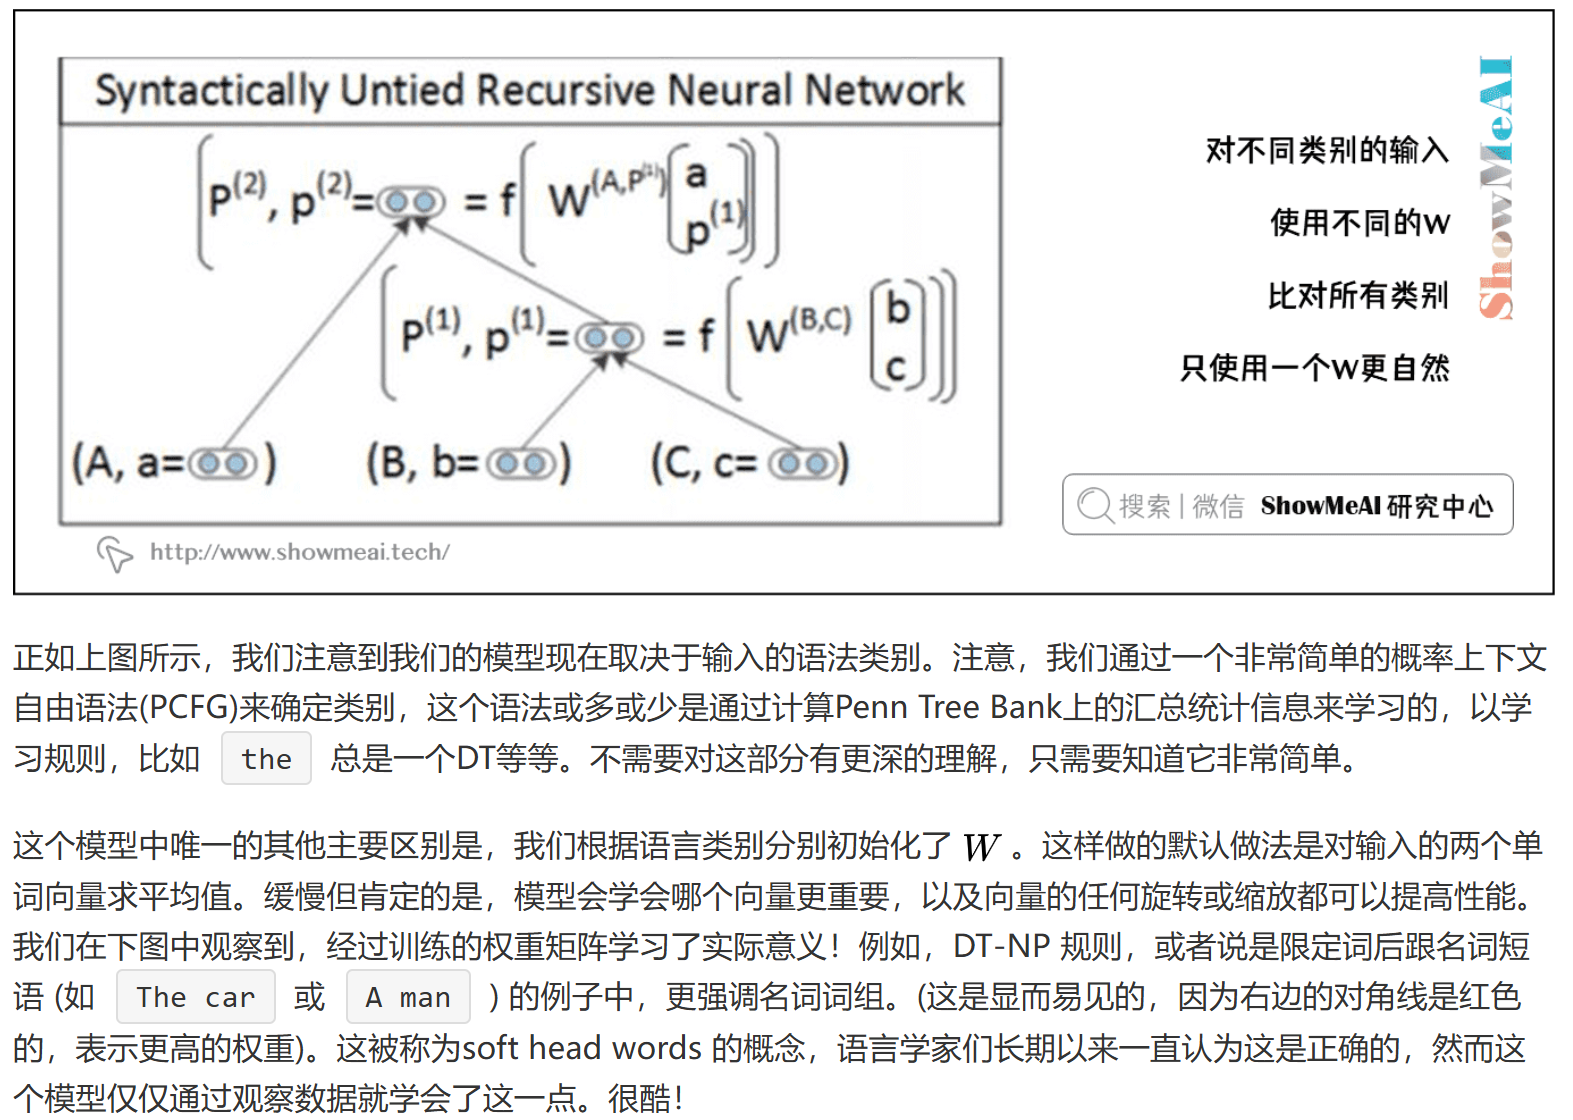 Syntactically Untied Recursive Neural Network
P(2), p(2)= = f( W(A,P(1)) [a p(1)] )
P(1), p(1)= = f( W(B,C) [b c] )
(A, a= ) (B, b= ) (C, c= )
http://www.showmeai.tech/
对不同类别的输入
使用不同的W
比对所有类别
只使用一个W更自然
ShowMeAI
搜索 | 微信 ShowMeAI 研究中心
正如上图所示，我们注意到我们的模型现在取决于输入的语法类别。注意，我们通过一个非常简单的概率上下文
自由语法(PCFG)来确定类别，这个语法或多或少是通过计算Penn Tree Bank上的汇总统计信息来学习的，以学
习规则，比如 the 总是一个DT等等。不需要对这部分有更深的理解，只需要知道它非常简单。
这个模型中唯一的其他主要区别是，我们根据语言类别分别初始化了 W 。这样做的默认做法是对输入的两个单
词向量求平均值。缓慢但肯定的是，模型会学会哪个向量更重要，以及向量的任何旋转或缩放都可以提高性能。
我们在下图中观察到，经过训练的权重矩阵学习了实际意义！例如，DT-NP 规则，或者说是限定词后跟名词短
语 (如 The car 或 A man ) 的例子中，更强调名词词组。(这是显而易见的，因为右边的对角线是红色
的，表示更高的权重)。这被称为soft head words 的概念，语言学家们长期以来一直认为这是正确的，然而这
个模型仅仅通过观察数据就学会了这一点。很酷！